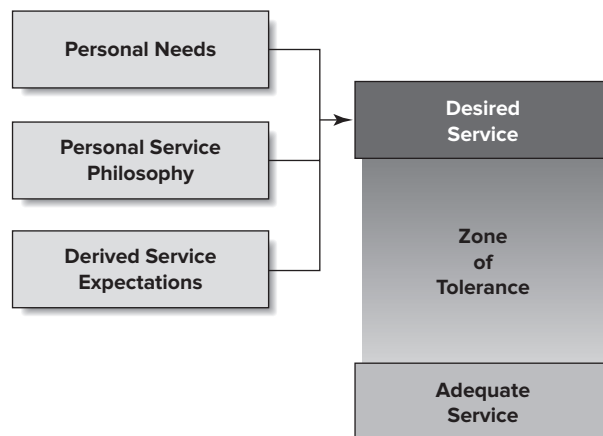 Personal Needs
Personal Service
Philosophy
Derived Service
Expectations
Desired
Service
Zone
of
Tolerance
Adequate
Service